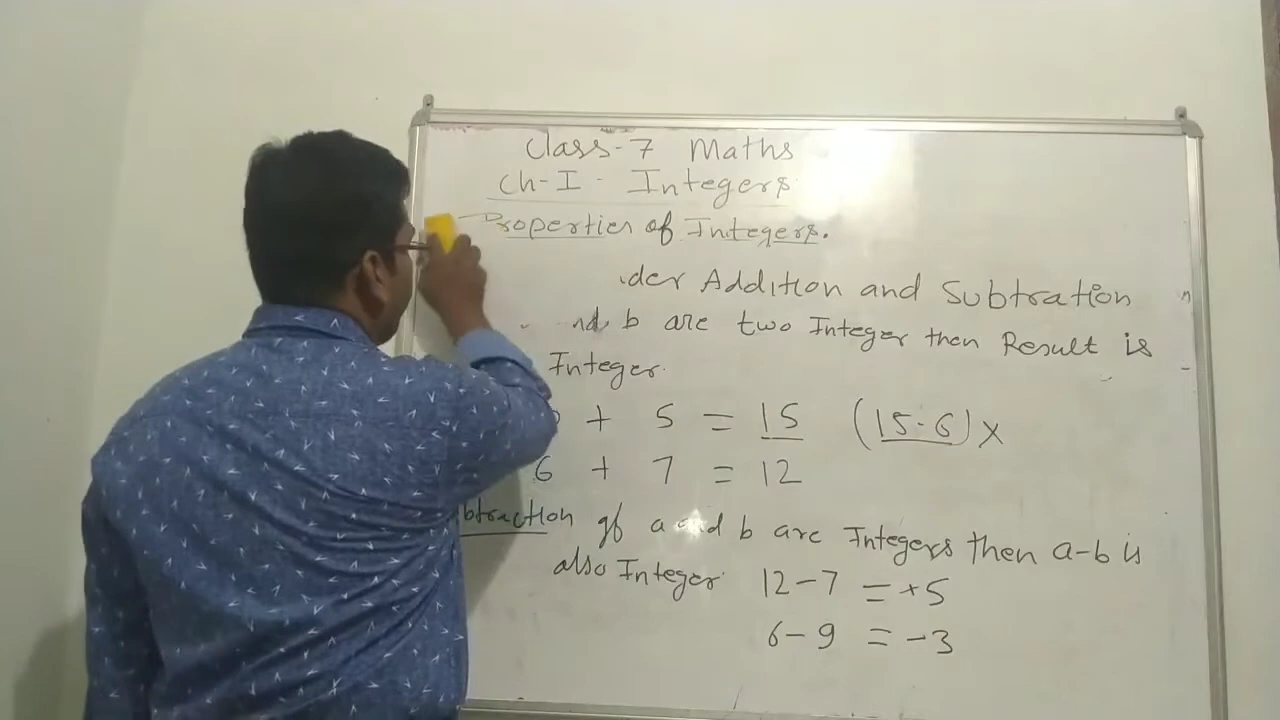 Class-7 Maths
Ch-I - Integers
Properties of Integers.
der Addition and Subtration
nd b are two Integer then Result is
Integer.
+ 5 = 15 (15.6) x
6 + 7 = 12
btraction gf a and b are Integers then a-b is
also Integer 12-7 = +5
6-9 = -3